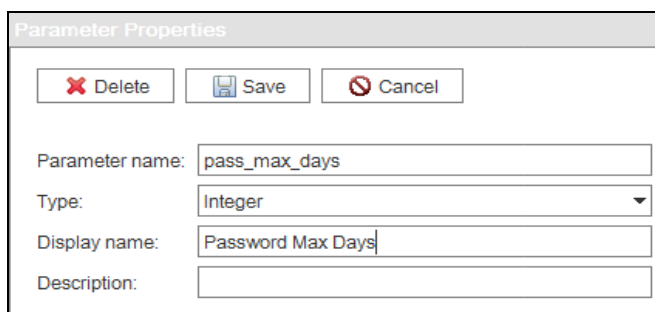 Parameter Properties
Delete Save Cancel
Parameter name: pass_max_days
Type: Integer
Display name: Password Max Days
Description: